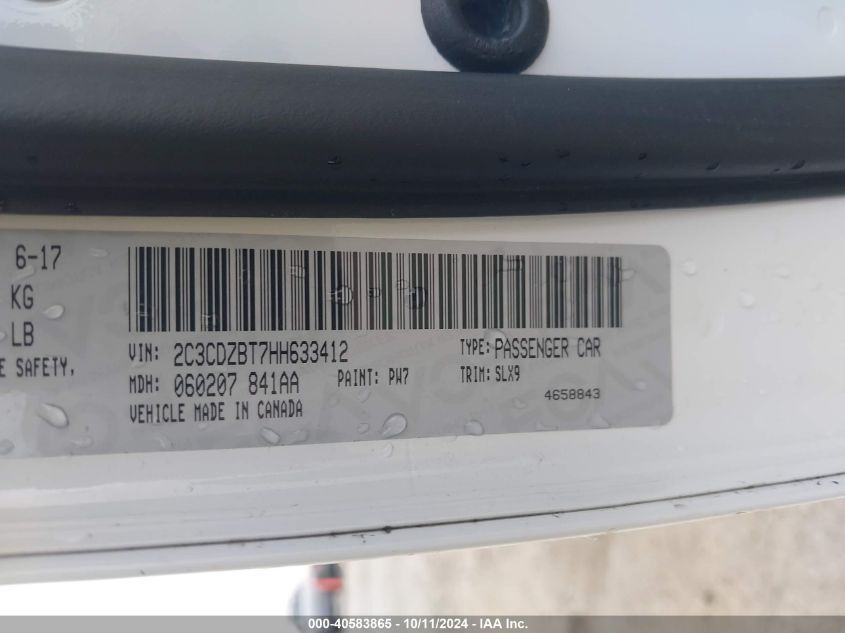 6-17
KG
LB
E SAFETY,
VIN: 2C3CDZBT7HH633412 TYPE: PASSENGER CAR
MDH: 060207 841AA PAINT: PW7 TRIM: SLX9
4658843
VEHICLE MADE IN CANADA
000-40583865 - 10/11/2024 - IAA Inc.